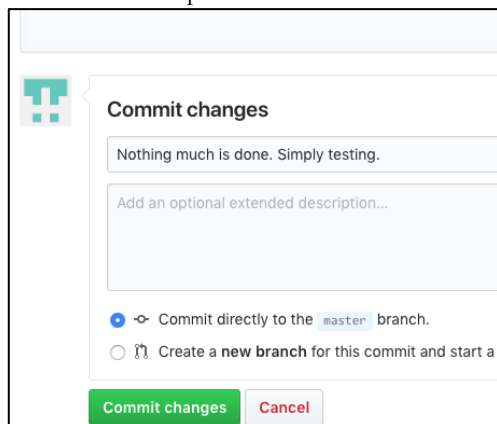 Commit changes
Nothing much is done. Simply testing.
Add an optional extended description...
Commit directly to the master branch.
Create a new branch for this commit and start a
Commit changes Cancel